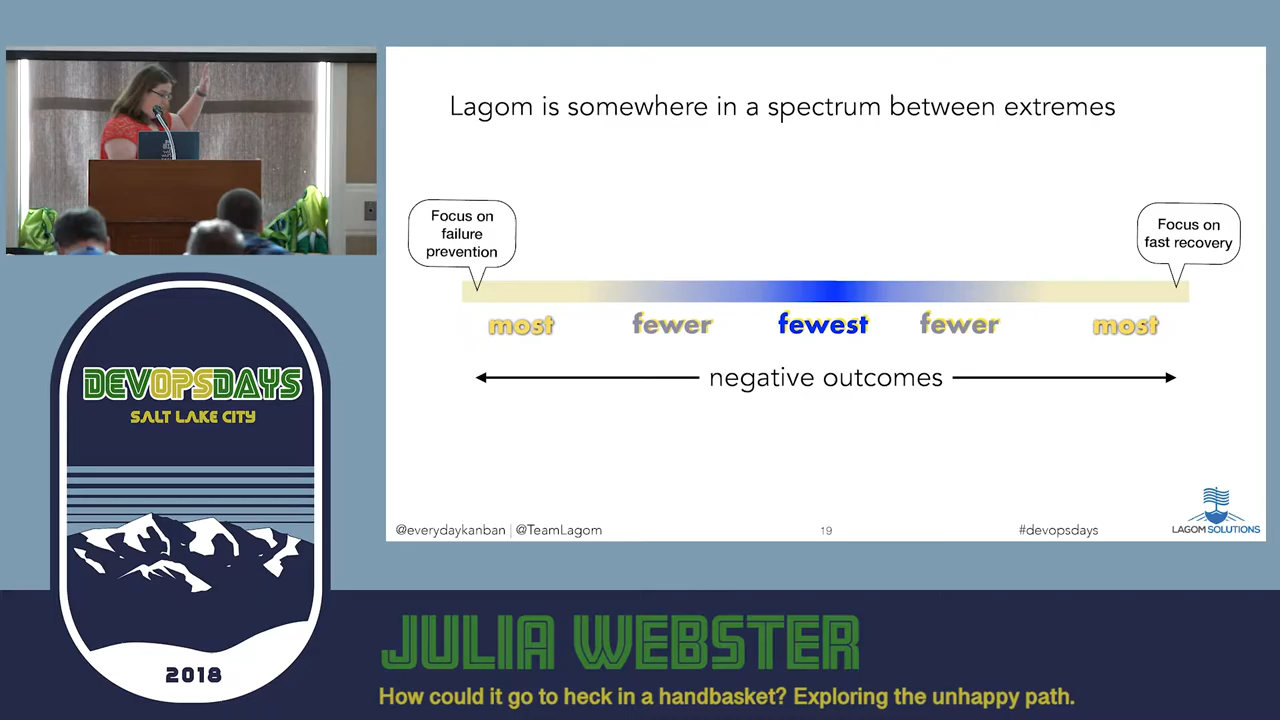 Lagom is somewhere in a spectrum between extremes
Focus on
failure
prevention
Focus on
fast recovery
most
fewer
fewest
fewer
most
negative outcomes
@everydaykanban | @TeamLagom
19
#devopsdays
LAGOM SOLUTIONS
DEVOPSDAYS
SALT LAKE CITY
2018
JULIA WEBSTER
How could it go to heck in a handbasket? Exploring the unhappy path.